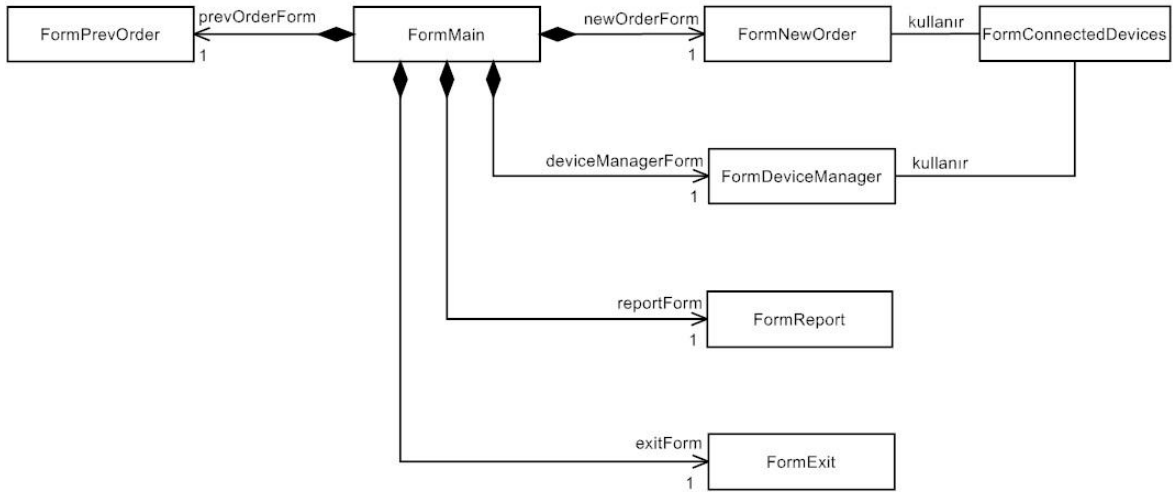 prevOrderForm
newOrderForm
kullanır
FormPrevOrder
FormMain
FormNewOrder
FormConnectedDevices
1
1
deviceManagerForm
kullanır
FormDeviceManager
1
reportForm
FormReport
1
exitForm
FormExit
1